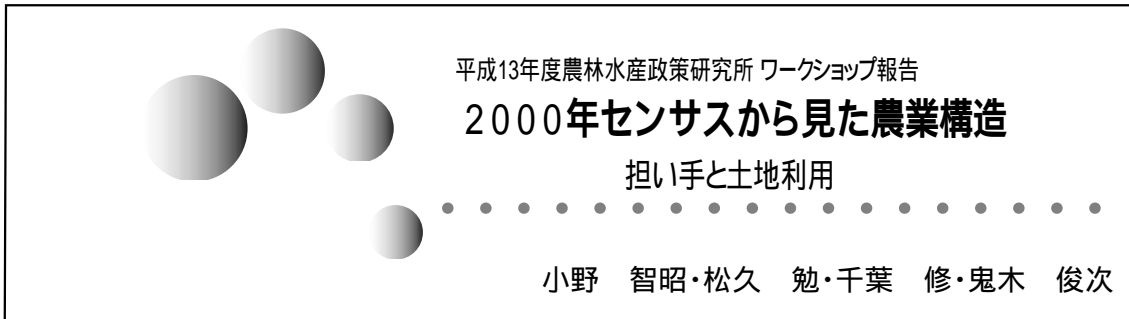 平成13年度農林水産政策研究所 ワークショップ報告
2000年センサスから見た農業構造
担い手と土地利用
小野　智昭・松久　勉・千葉　修・鬼木　俊次